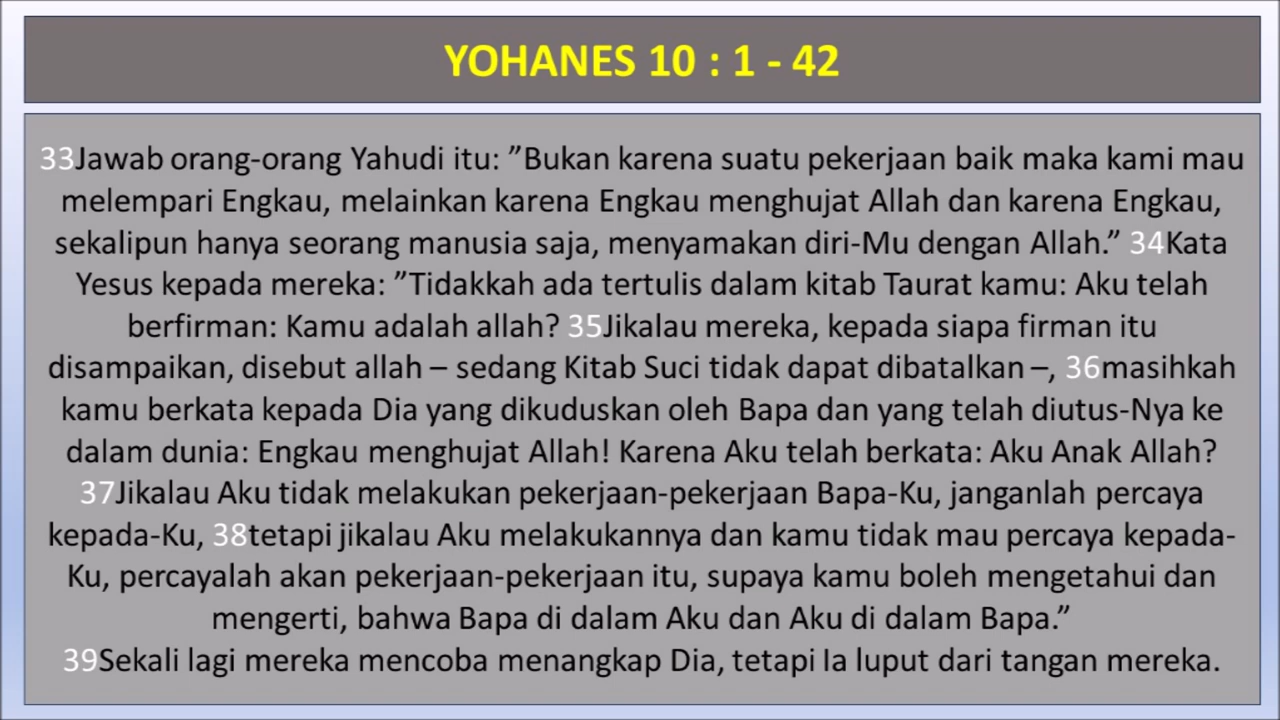 YOHANES 10 : 1 - 42
33Jawab orang-orang Yahudi itu: ”Bukan karena suatu pekerjaan baik maka kami mau
melempari Engkau, melainkan karena Engkau menghujat Allah dan karena Engkau,
sekalipun hanya seorang manusia saja, menyamakan diri-Mu dengan Allah.” 34Kata
Yesus kepada mereka: ”Tidakkah ada tertulis dalam kitab Taurat kamu: Aku telah
berfirman: Kamu adalah allah? 35Jikalau mereka, kepada siapa firman itu
disampaikan, disebut allah – sedang Kitab Suci tidak dapat dibatalkan –, 36masihkah
kamu berkata kepada Dia yang dikuduskan oleh Bapa dan yang telah diutus-Nya ke
dalam dunia: Engkau menghujat Allah! Karena Aku telah berkata: Aku Anak Allah?
37Jikalau Aku tidak melakukan pekerjaan-pekerjaan Bapa-Ku, janganlah percaya
kepada-Ku, 38tetapi jikalau Aku melakukannya dan kamu tidak mau percaya kepada-
Ku, percayalah akan pekerjaan-pekerjaan itu, supaya kamu boleh mengetahui dan
mengerti, bahwa Bapa di dalam Aku dan Aku di dalam Bapa.”
39Sekali lagi mereka mencoba menangkap Dia, tetapi Ia luput dari tangan mereka.